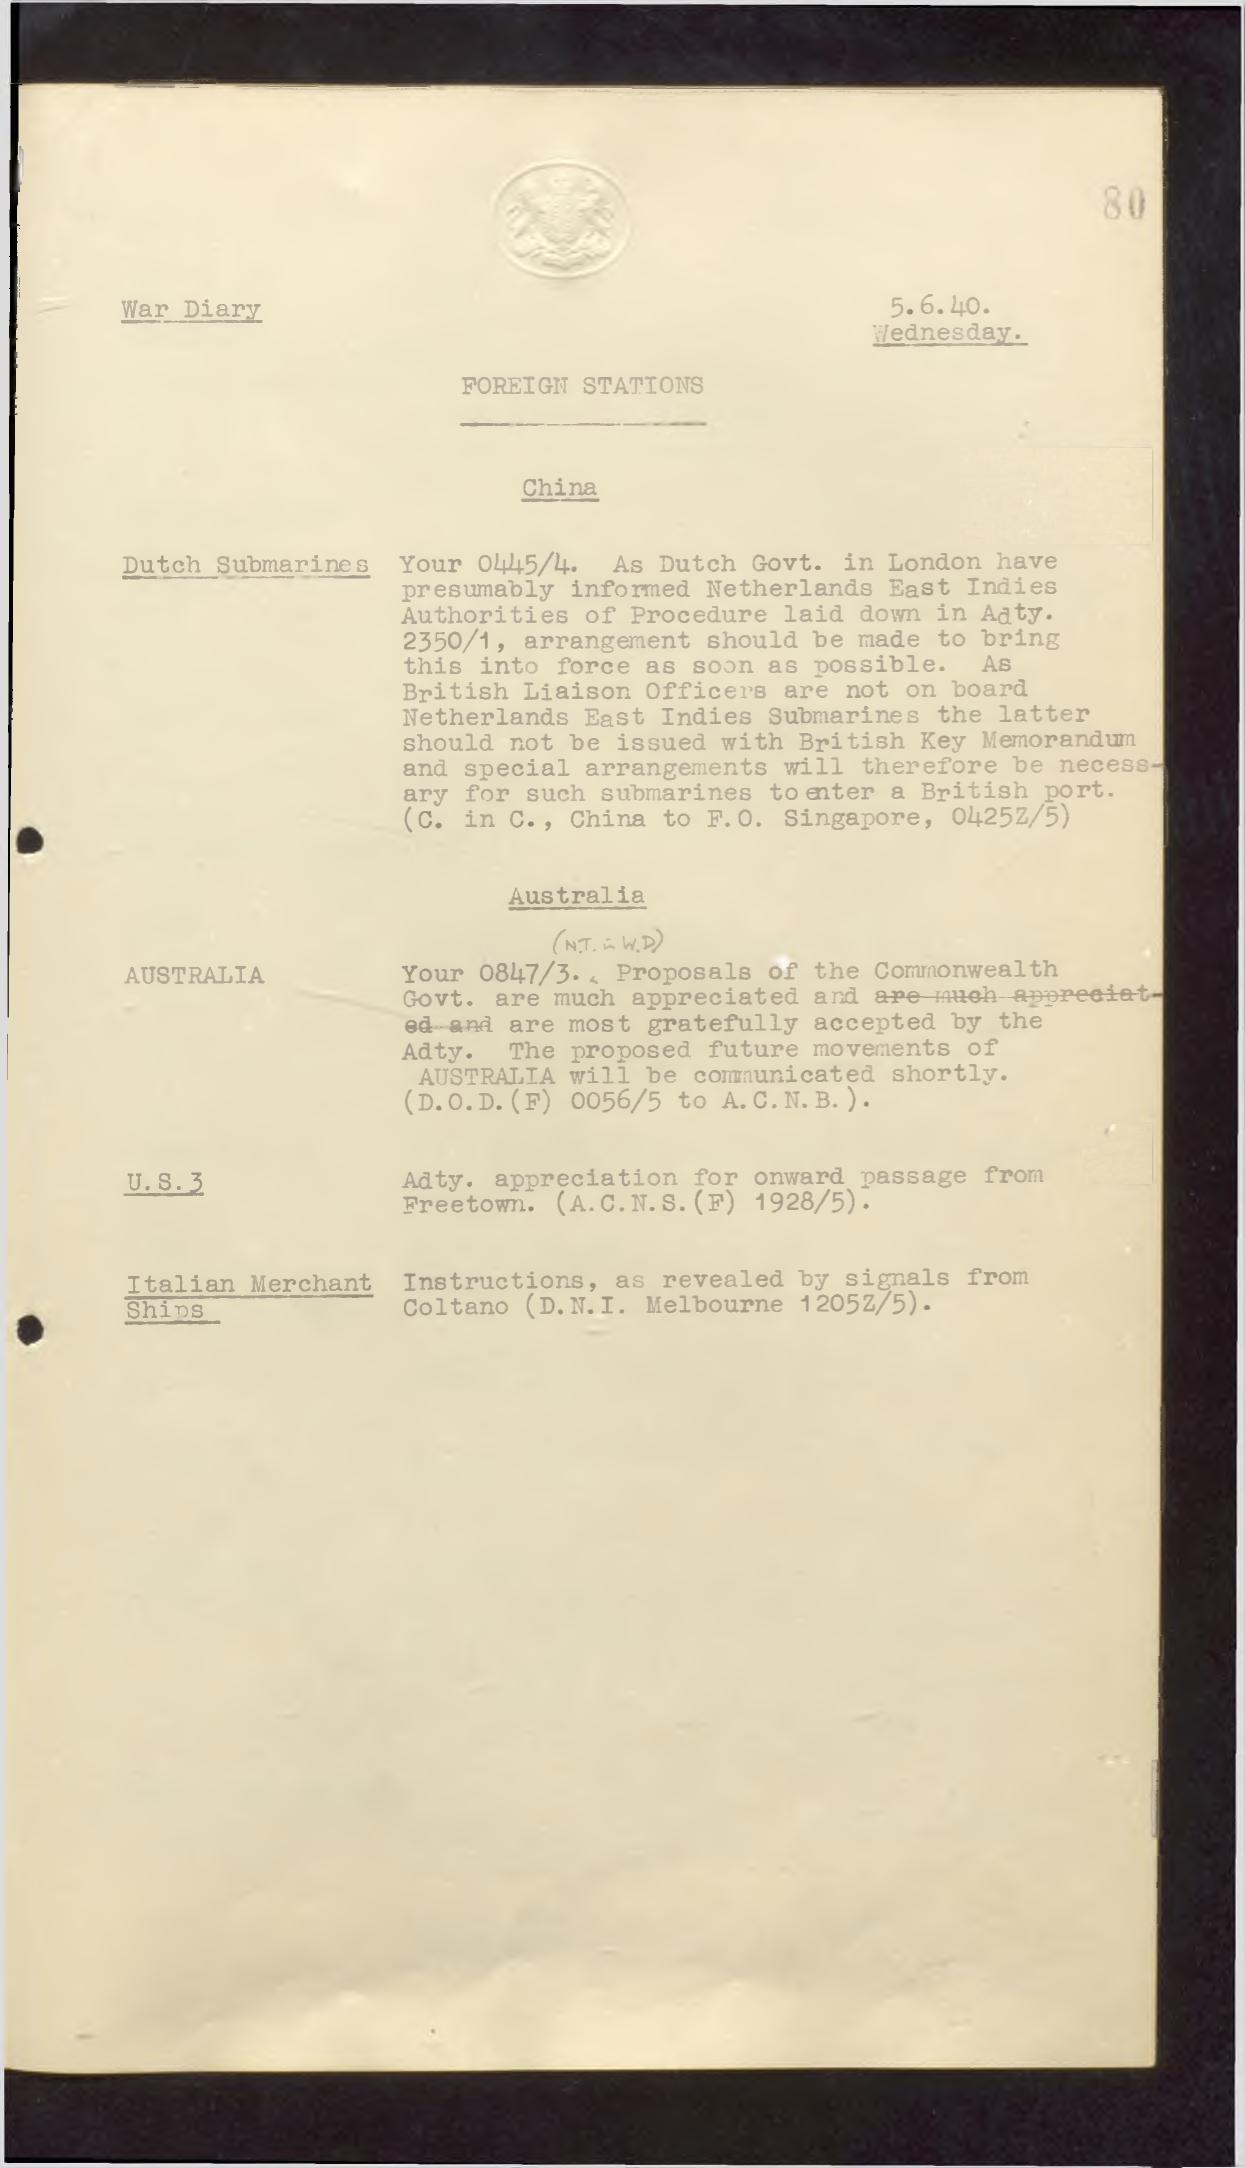 80
War Diary
5.6.40.
Wednesday.
FOREIGN STATIONS
China
Dutch Submarines Your 0445/4. As Dutch Govt. in London have
presumably informed Netherlands East Indies
Authorities of Procedure laid down in Adty.
2350/1, arrangement should be made to bring
this into force as soon as possible. As
British Liaison Officers are not on board
Netherlands East Indies Submarines the latter
should not be issued with British Key Memorandum
and special arrangements will therefore be necess-
ary for such submarines to enter a British port.
(C. in C., China to F.O. Singapore, 0425Z/5)
Australia
(N.T. in W.D)
AUSTRALIA Your 0847/3. Proposals of the Commonwealth
Govt. are much appreciated and are much appreciat-
ed and are most gratefully accepted by the
Adty. The proposed future movements of
AUSTRALIA will be communicated shortly.
(D.O.D.(F) 0056/5 to A.C.N.B.).
U.S.3 Adty. appreciation for onward passage from
Freetown. (A.C.N.S.(F) 1928/5).
Italian Merchant Instructions, as revealed by signals from
Ships Coltano (D.N.I. Melbourne 1205Z/5).